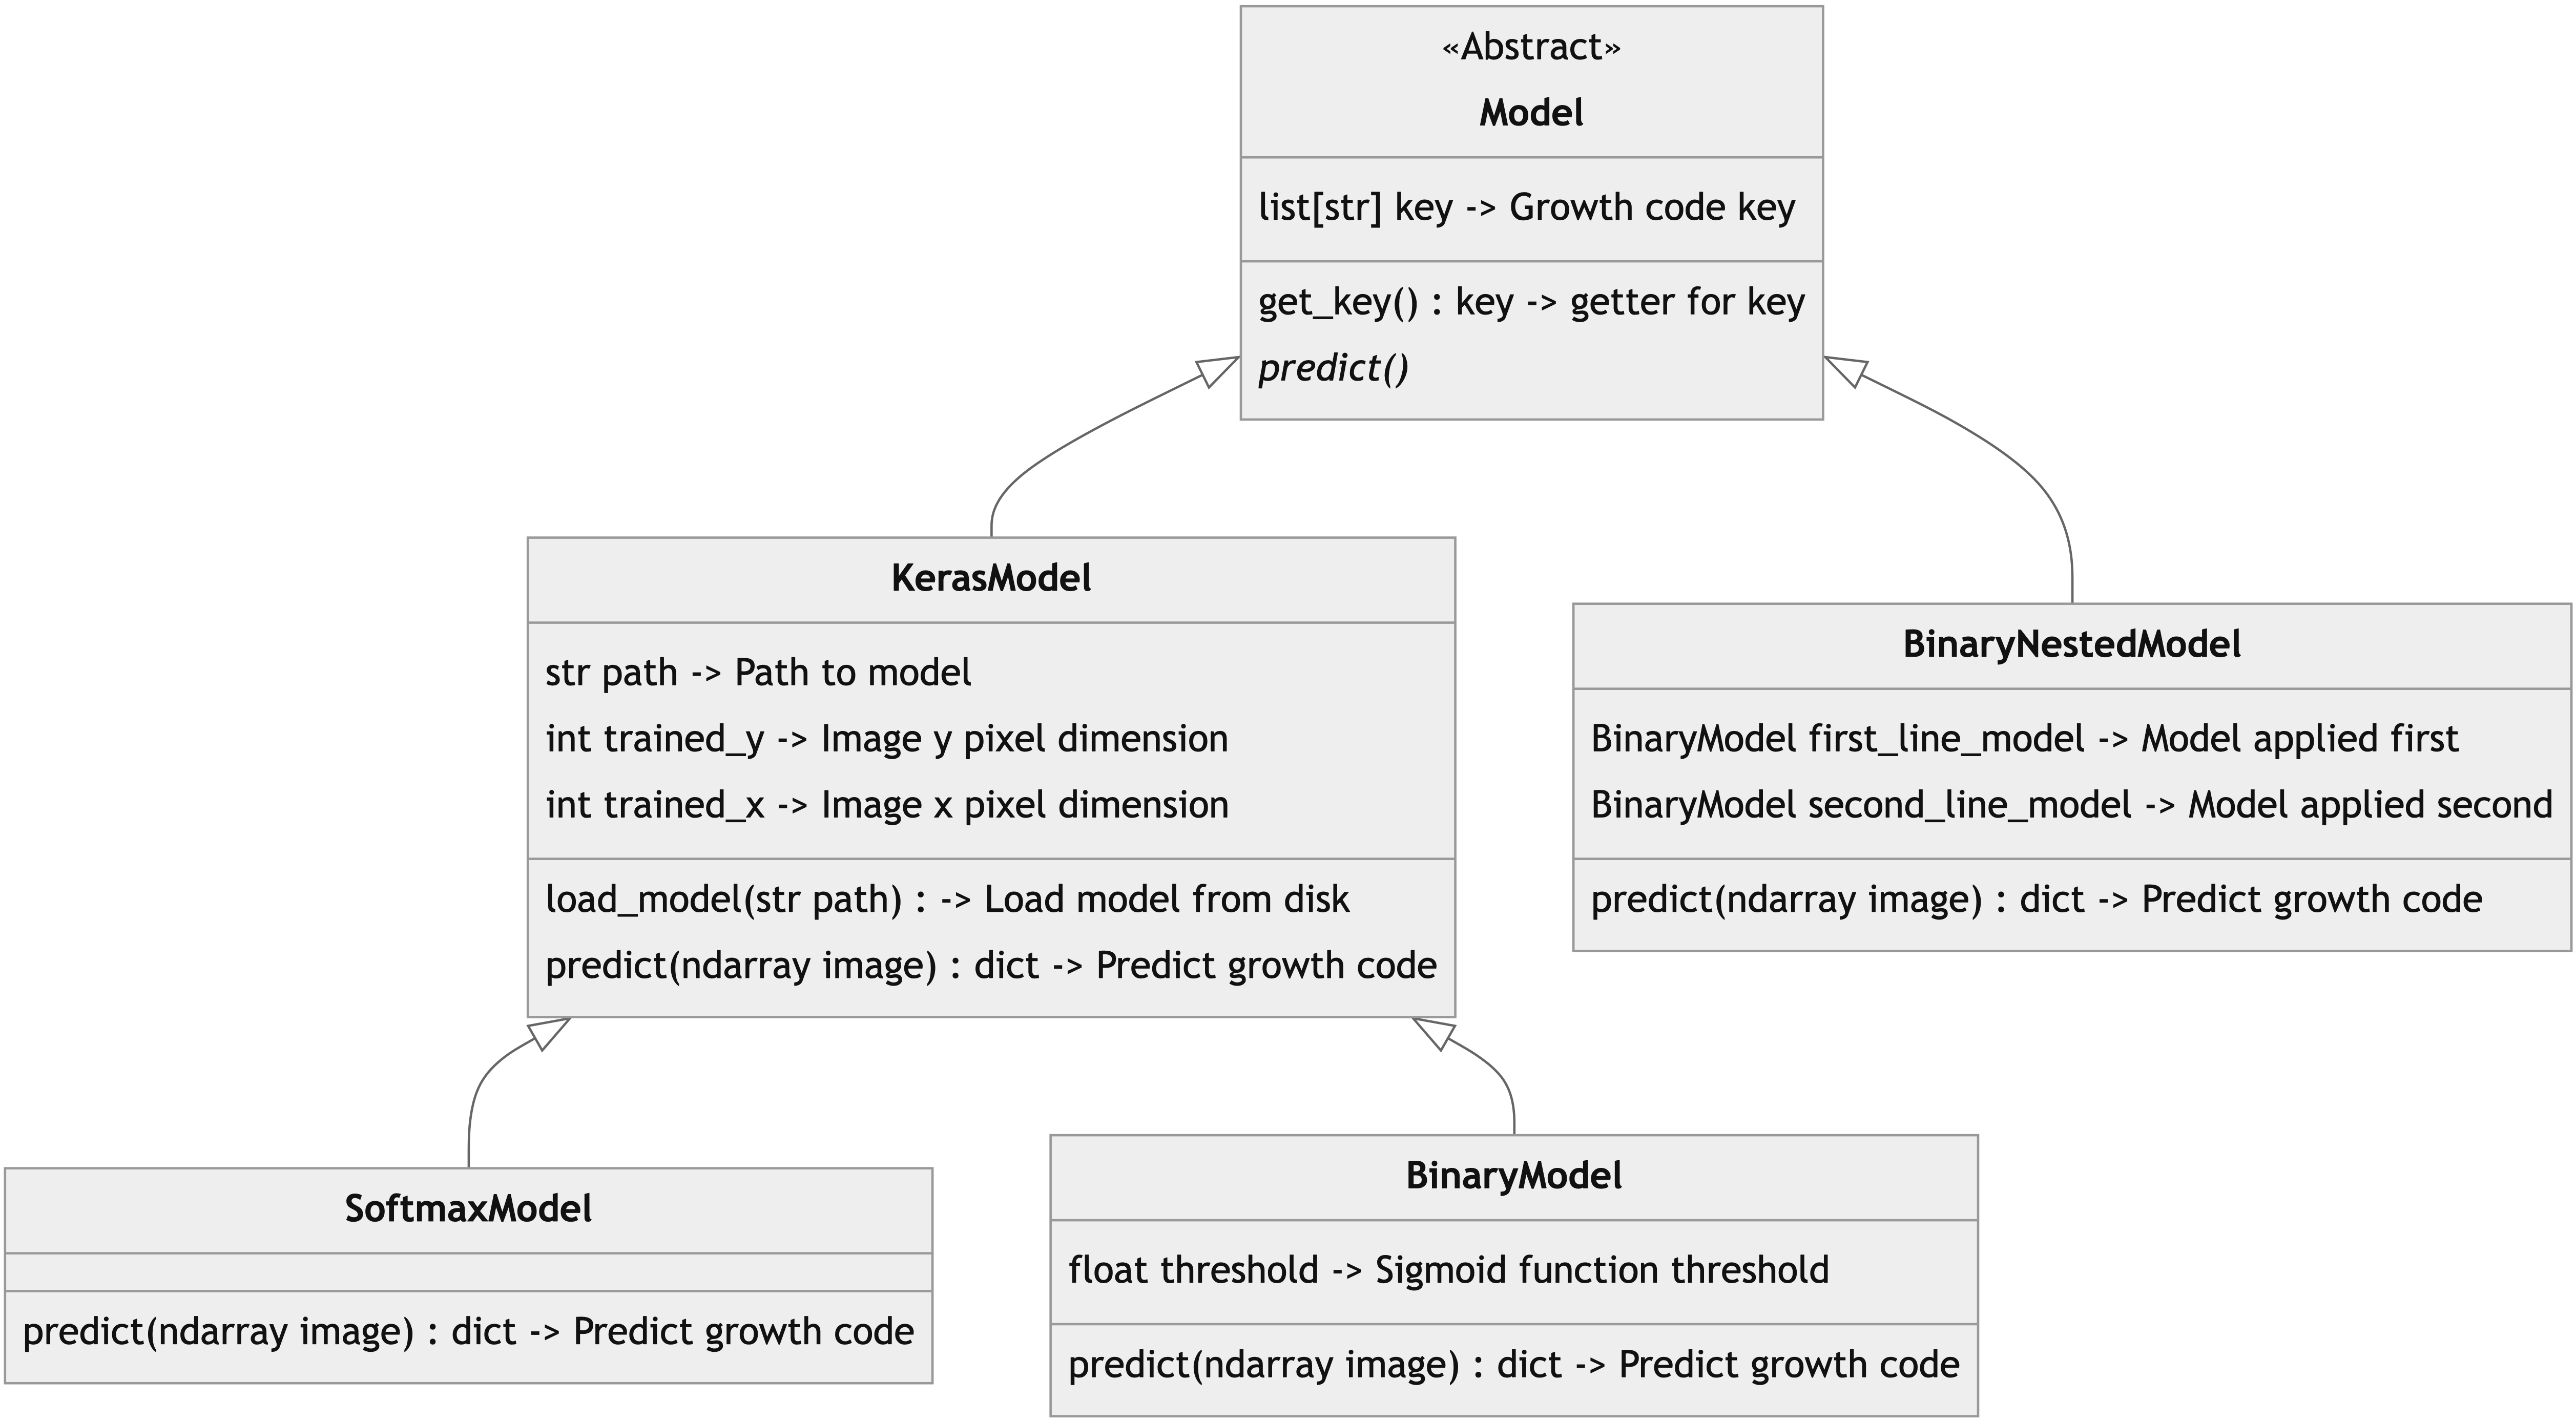 «Abstract»
Model
list[str] key -> Growth code key
get_key() : key -> getter for key
predict()
KerasModel
str path -> Path to model
int trained_y -> Image y pixel dimension
int trained_x -> Image x pixel dimension
load_model(str path) : -> Load model from disk
predict(ndarray image) : dict -> Predict growth code
BinaryNestedModel
BinaryModel first_line_model -> Model applied first
BinaryModel second_line_model -> Model applied second
predict(ndarray image) : dict -> Predict growth code
SoftmaxModel
predict(ndarray image) : dict -> Predict growth code
BinaryModel
float threshold -> Sigmoid function threshold
predict(ndarray image) : dict -> Predict growth code